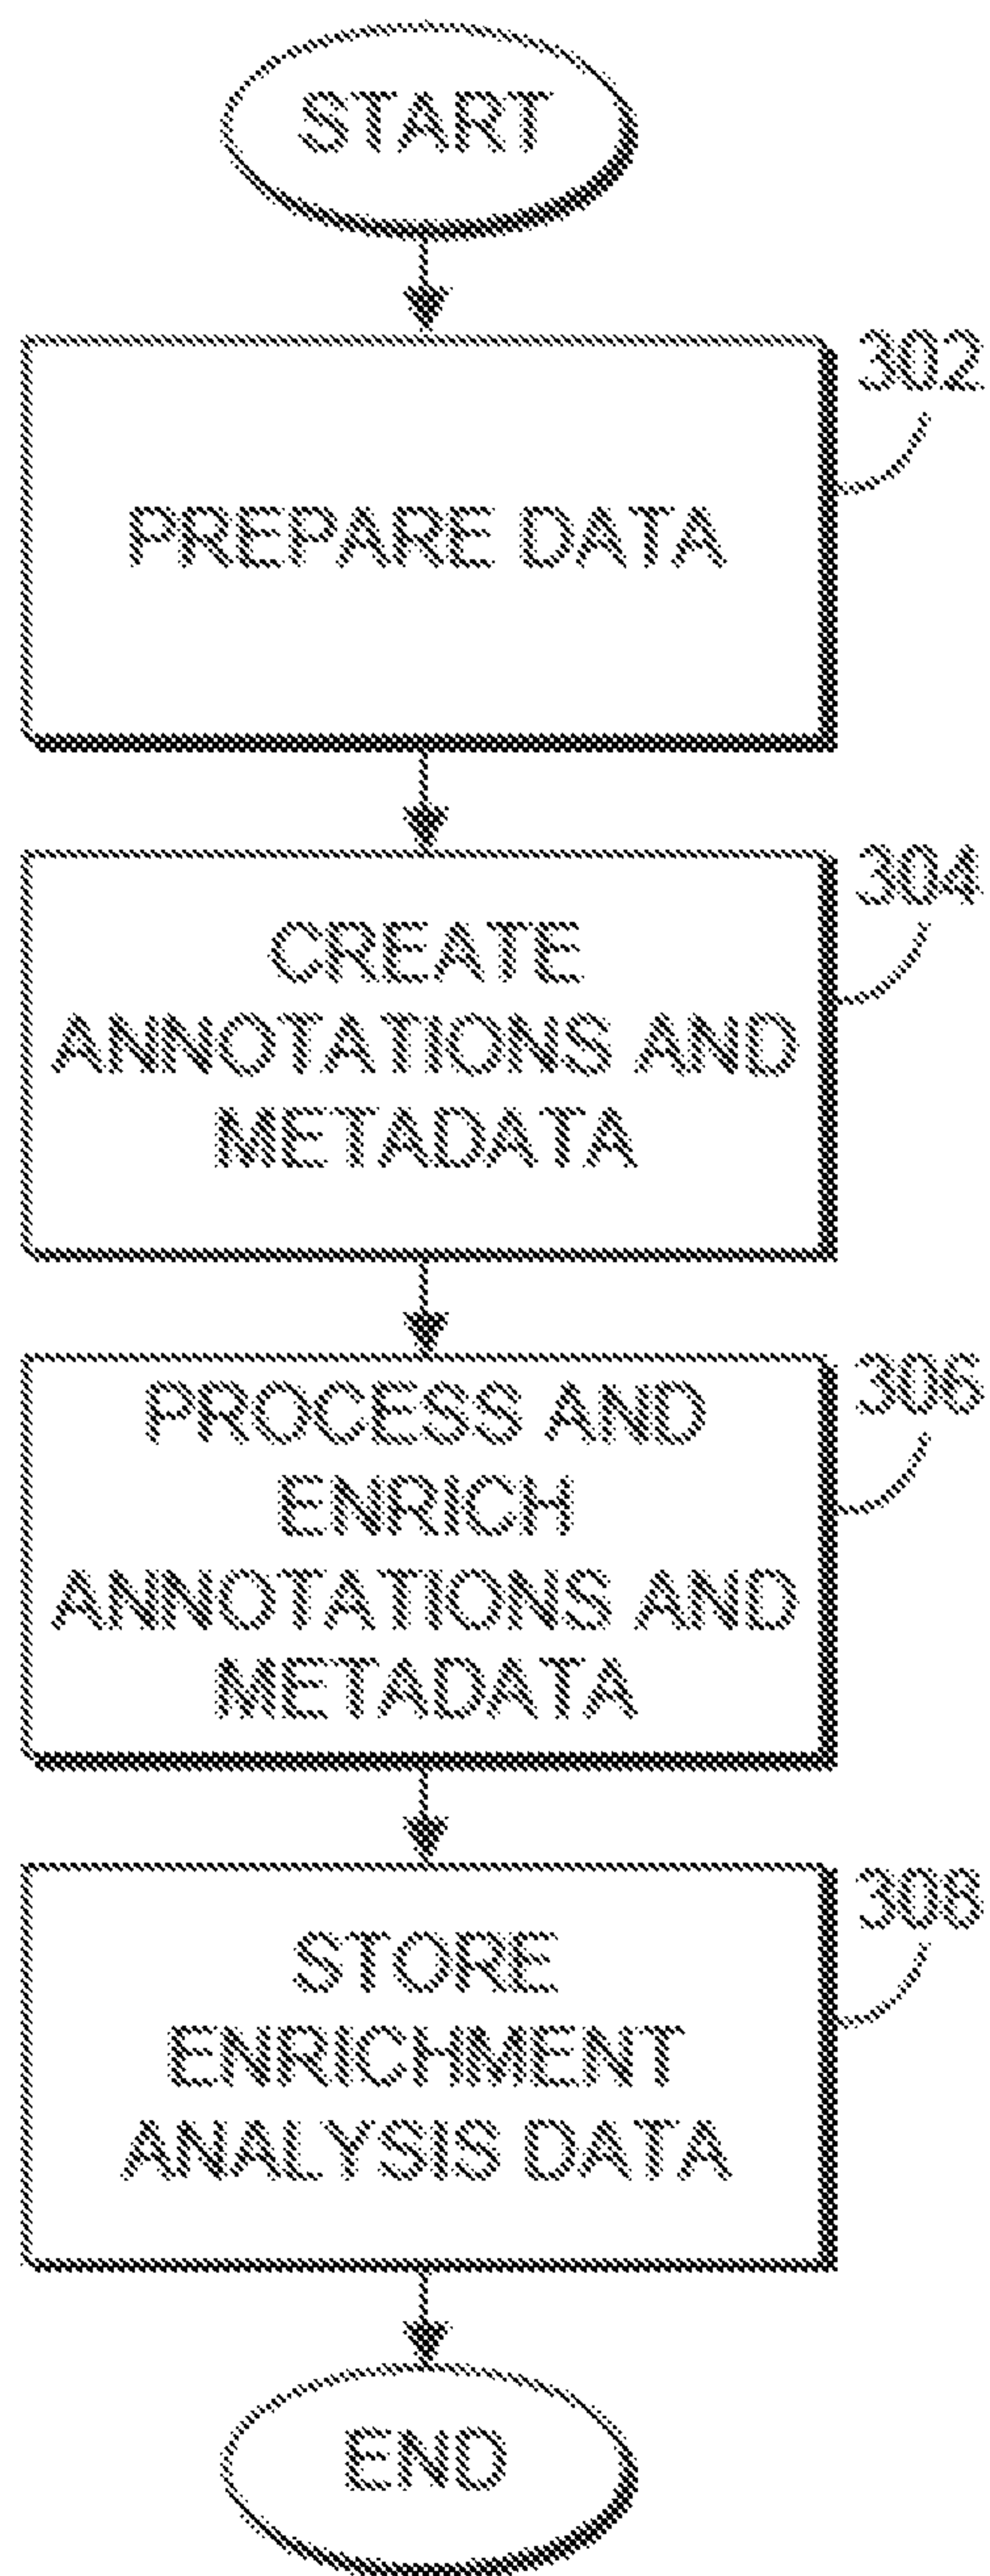 START
302
PREPARE DATA
304
CREATE
ANNOTATIONS AND
METADATA
306
PROCESS AND
ENRICH
ANNOTATIONS AND
METADATA
308
STORE
ENRICHMENT
ANALYSIS DATA
END